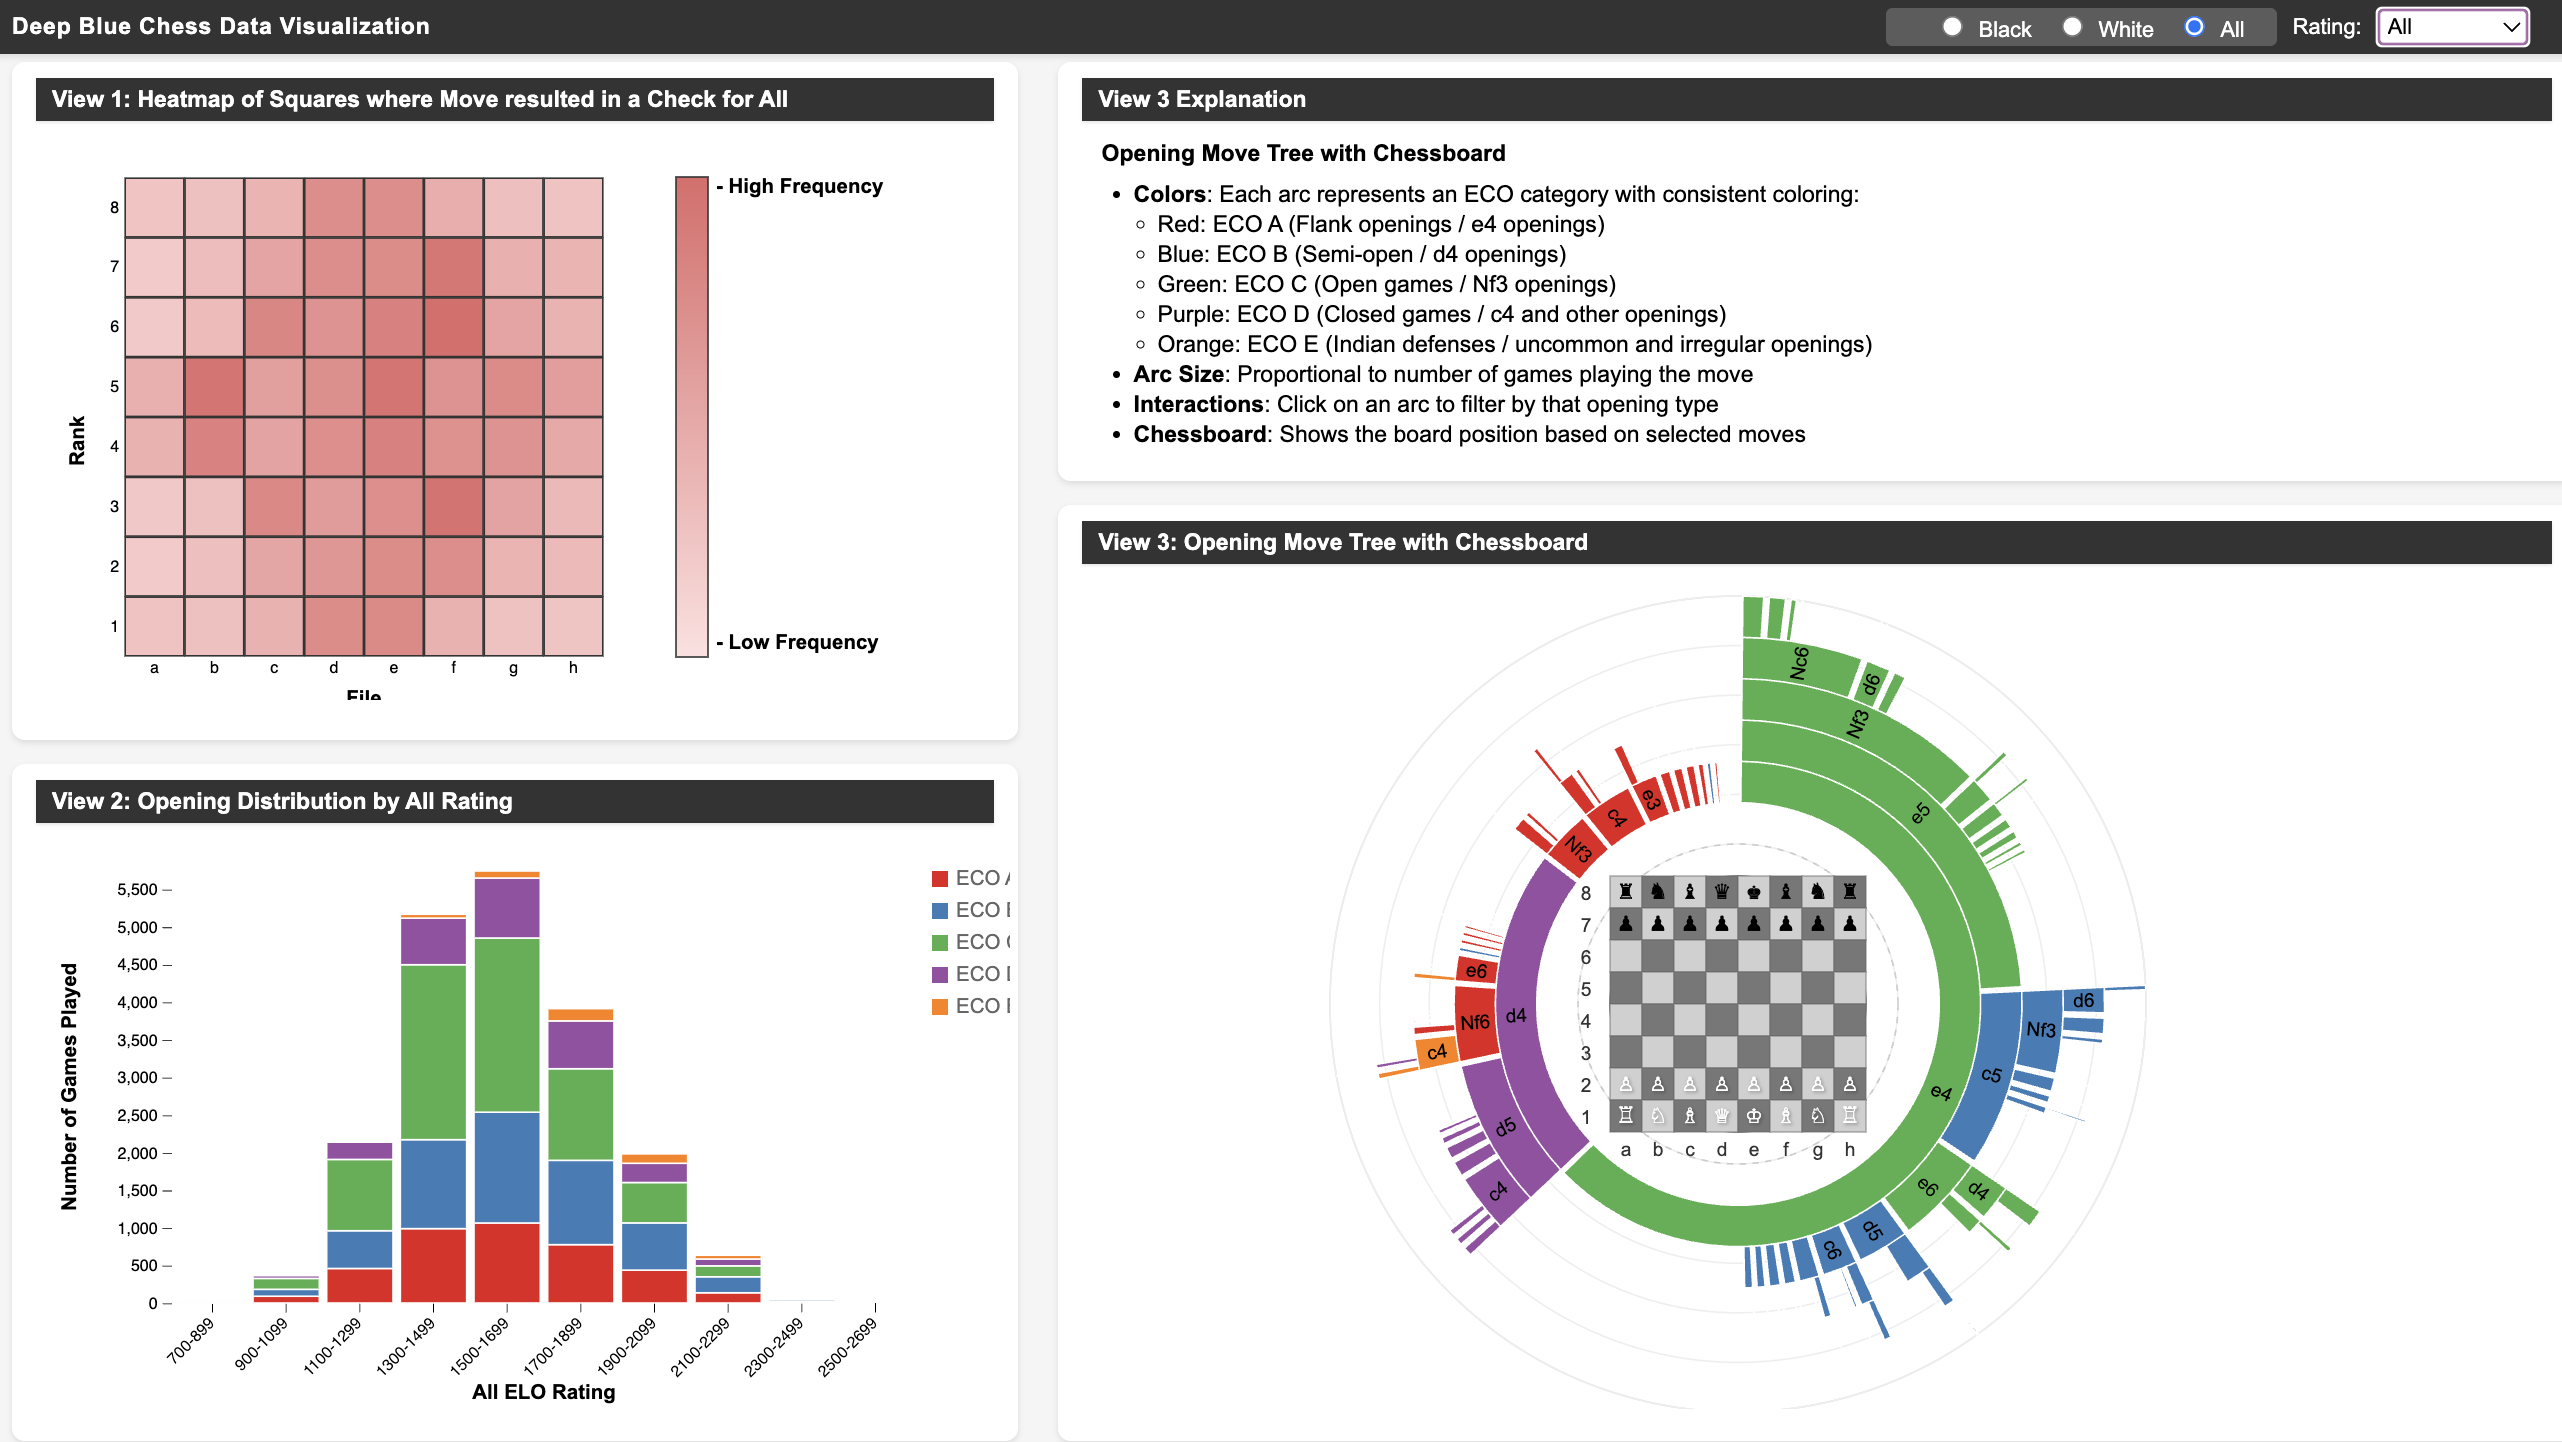 Deep Blue Chess Data Visualization
Black White All Rating: All
View 1: Heatmap of Squares where Move resulted in a Check for All
8
7
6
5
4
3
2
1
Rank
a b c d e f g h
File
- High Frequency
- Low Frequency
View 2: Opening Distribution by All Rating
5,500
5,000
4,500
4,000
3,500
3,000
2,500
2,000
1,500
1,000
500
0
Number of Games Played
700-899
900-1099
1100-1299
1300-1499
1500-1699
1700-1899
1900-2099
2100-2299
2300-2499
2500-2699
All ELO Rating
ECO
ECO
ECO
ECO
ECO
View 3 Explanation
Opening Move Tree with Chessboard
• Colors: Each arc represents an ECO category with consistent coloring:
◦ Red: ECO A (Flank openings / e4 openings)
◦ Blue: ECO B (Semi-open / d4 openings)
◦ Green: ECO C (Open games / Nf3 openings)
◦ Purple: ECO D (Closed games / c4 and other openings)
◦ Orange: ECO E (Indian defenses / uncommon and irregular openings)
• Arc Size: Proportional to number of games playing the move
• Interactions: Click on an arc to filter by that opening type
• Chessboard: Shows the board position based on selected moves
View 3: Opening Move Tree with Chessboard
Nc6
d6
Nf3
e5
e4
c5
Nf3
d6
e6
d4
d5
c6
d4
d5
c4
Nf6
c4
e6
Nf3
c4
e3
8
7
6
5
4
3
2
1
a b c d e f g h